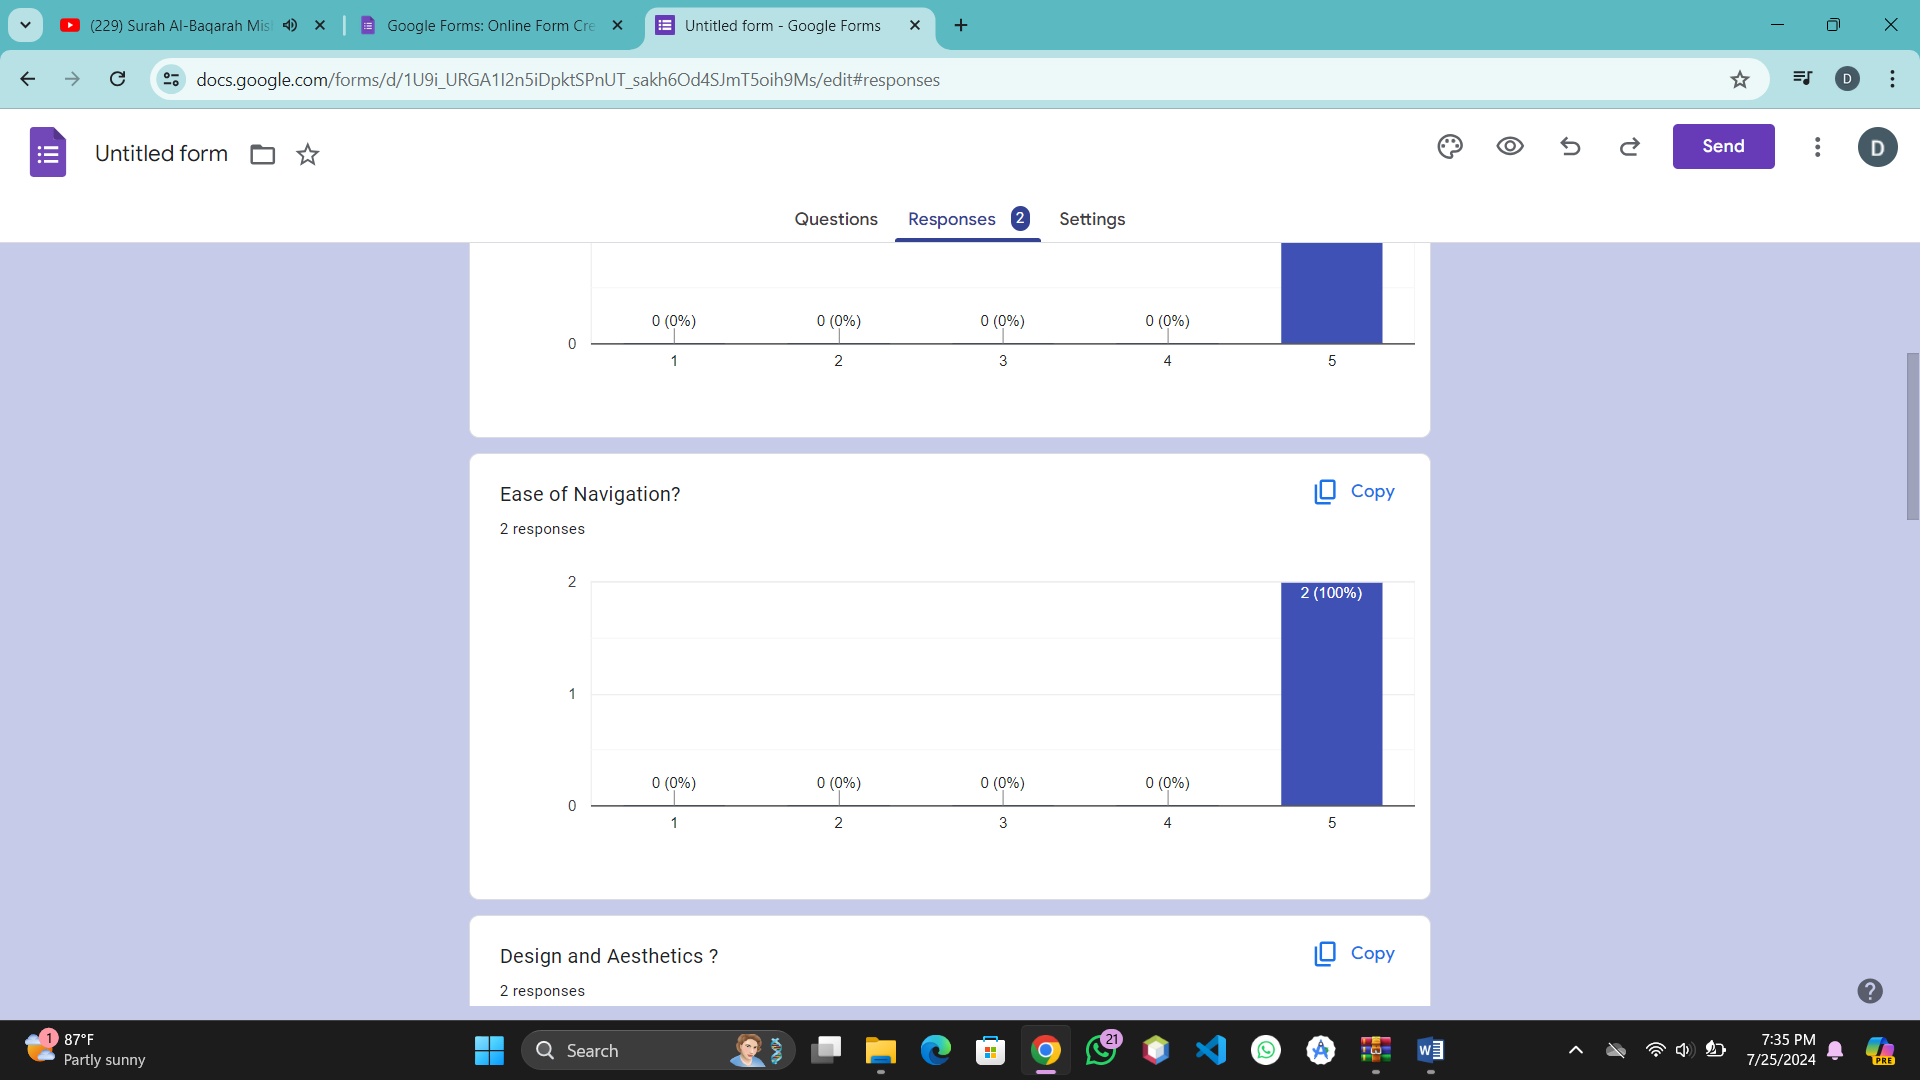 (229) Surah Al-Baqarah Mis
Google Forms: Online Form Cre
Untitled form - Google Forms
docs.google.com/forms/d/1U9i_URGA1I2n5iDpktSPnUT_sakh6Od4SJmT5oih9Ms/edit#responses
D
Untitled form
Send
D
Questions
Responses 2
Settings
0 (0%) 0 (0%) 0 (0%) 0 (0%)
0
1 2 3 4 5
Ease of Navigation?
Copy
2 responses
2
2 (100%)
1
0 (0%) 0 (0%) 0 (0%) 0 (0%)
0
1 2 3 4 5
Design and Aesthetics ?
Copy
2 responses
1
87°F
Partly sunny
Search
21
W
7:35 PM
7/25/2024
PRE